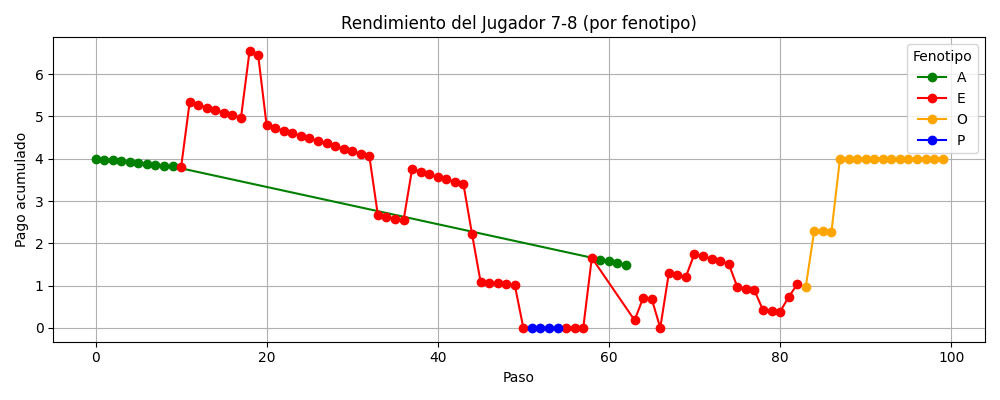 Rendimiento del Jugador 7-8 (por fenotipo)
Pago acumulado
6
5
4
3
2
1
0
0 20 40 60 80 100
Paso
Fenotipo
A
E
O
P